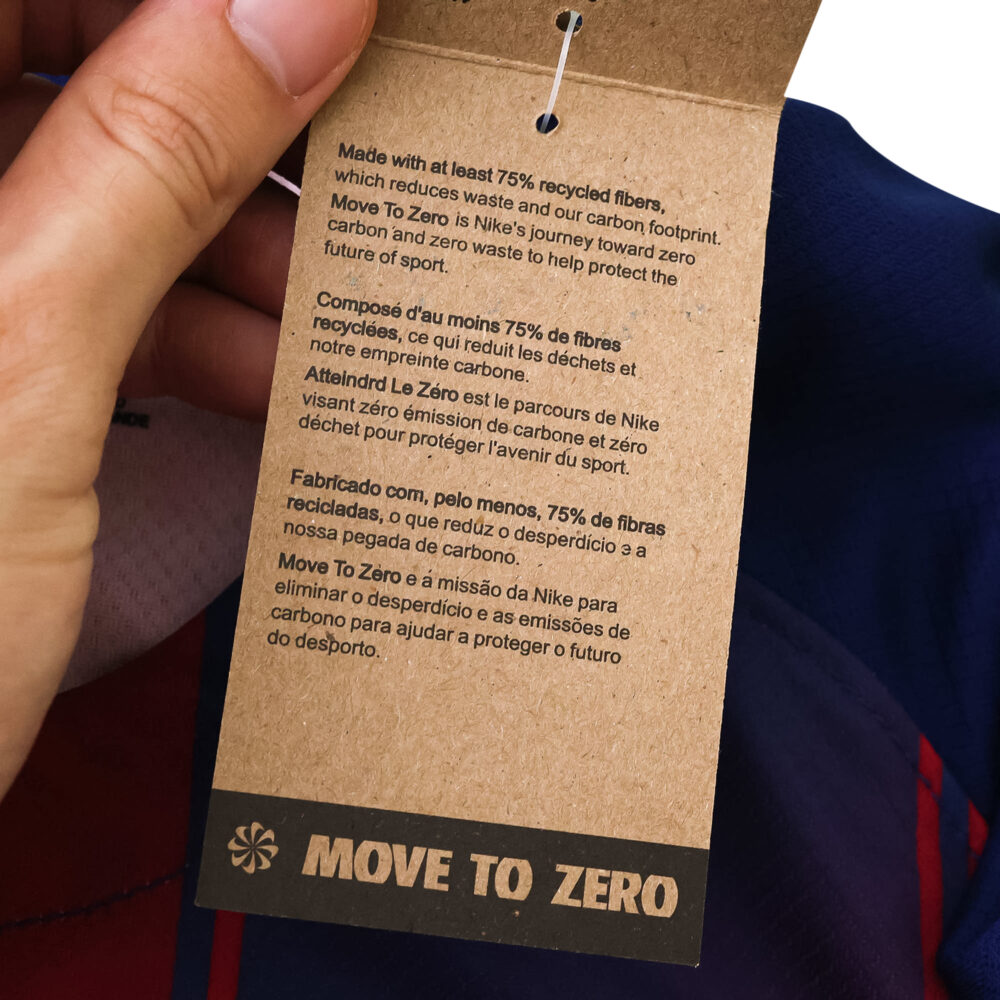 Made with at least 75% recycled fibers,
which reduces waste and our carbon footprint.
Move To Zero is Nike's journey toward zero
carbon and zero waste to help protect the
future of sport.
Composé d'au moins 75% de fibres
recyclées, ce qui reduit les déchets et
notre empreinte carbone.
Atteindrd Le Zéro est le parcours de Nike
visant zéro émission de carbone et zéro
déchet pour protéger l'avenir du sport.
Fabricado com, pelo menos, 75% de fibras
recicladas, o que reduz o desperdício e a
nossa pegada de carbono.
Move To Zero e á missão da Nike para
eliminar o desperdício e as emissões de
carbono para ajudar a proteger o futuro
do desporto.
MOVE TO ZERO